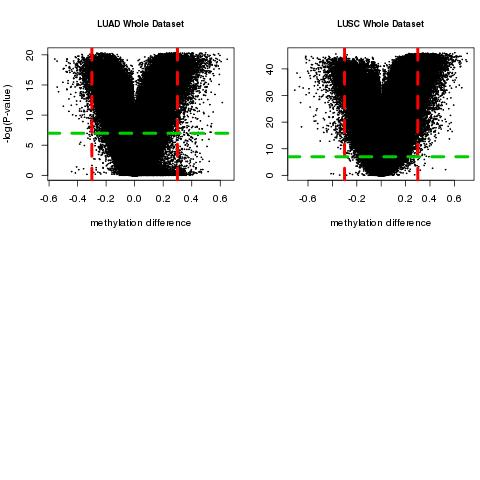 LUAD Whole Dataset
LUSC Whole Dataset
-log(P-value)
20
15
10
5
0
-0.6 -0.4 -0.2 0.0 0.2 0.4 0.6
methylation difference
40
30
20
10
0
-0.6 -0.2 0.2 0.4 0.6
methylation difference